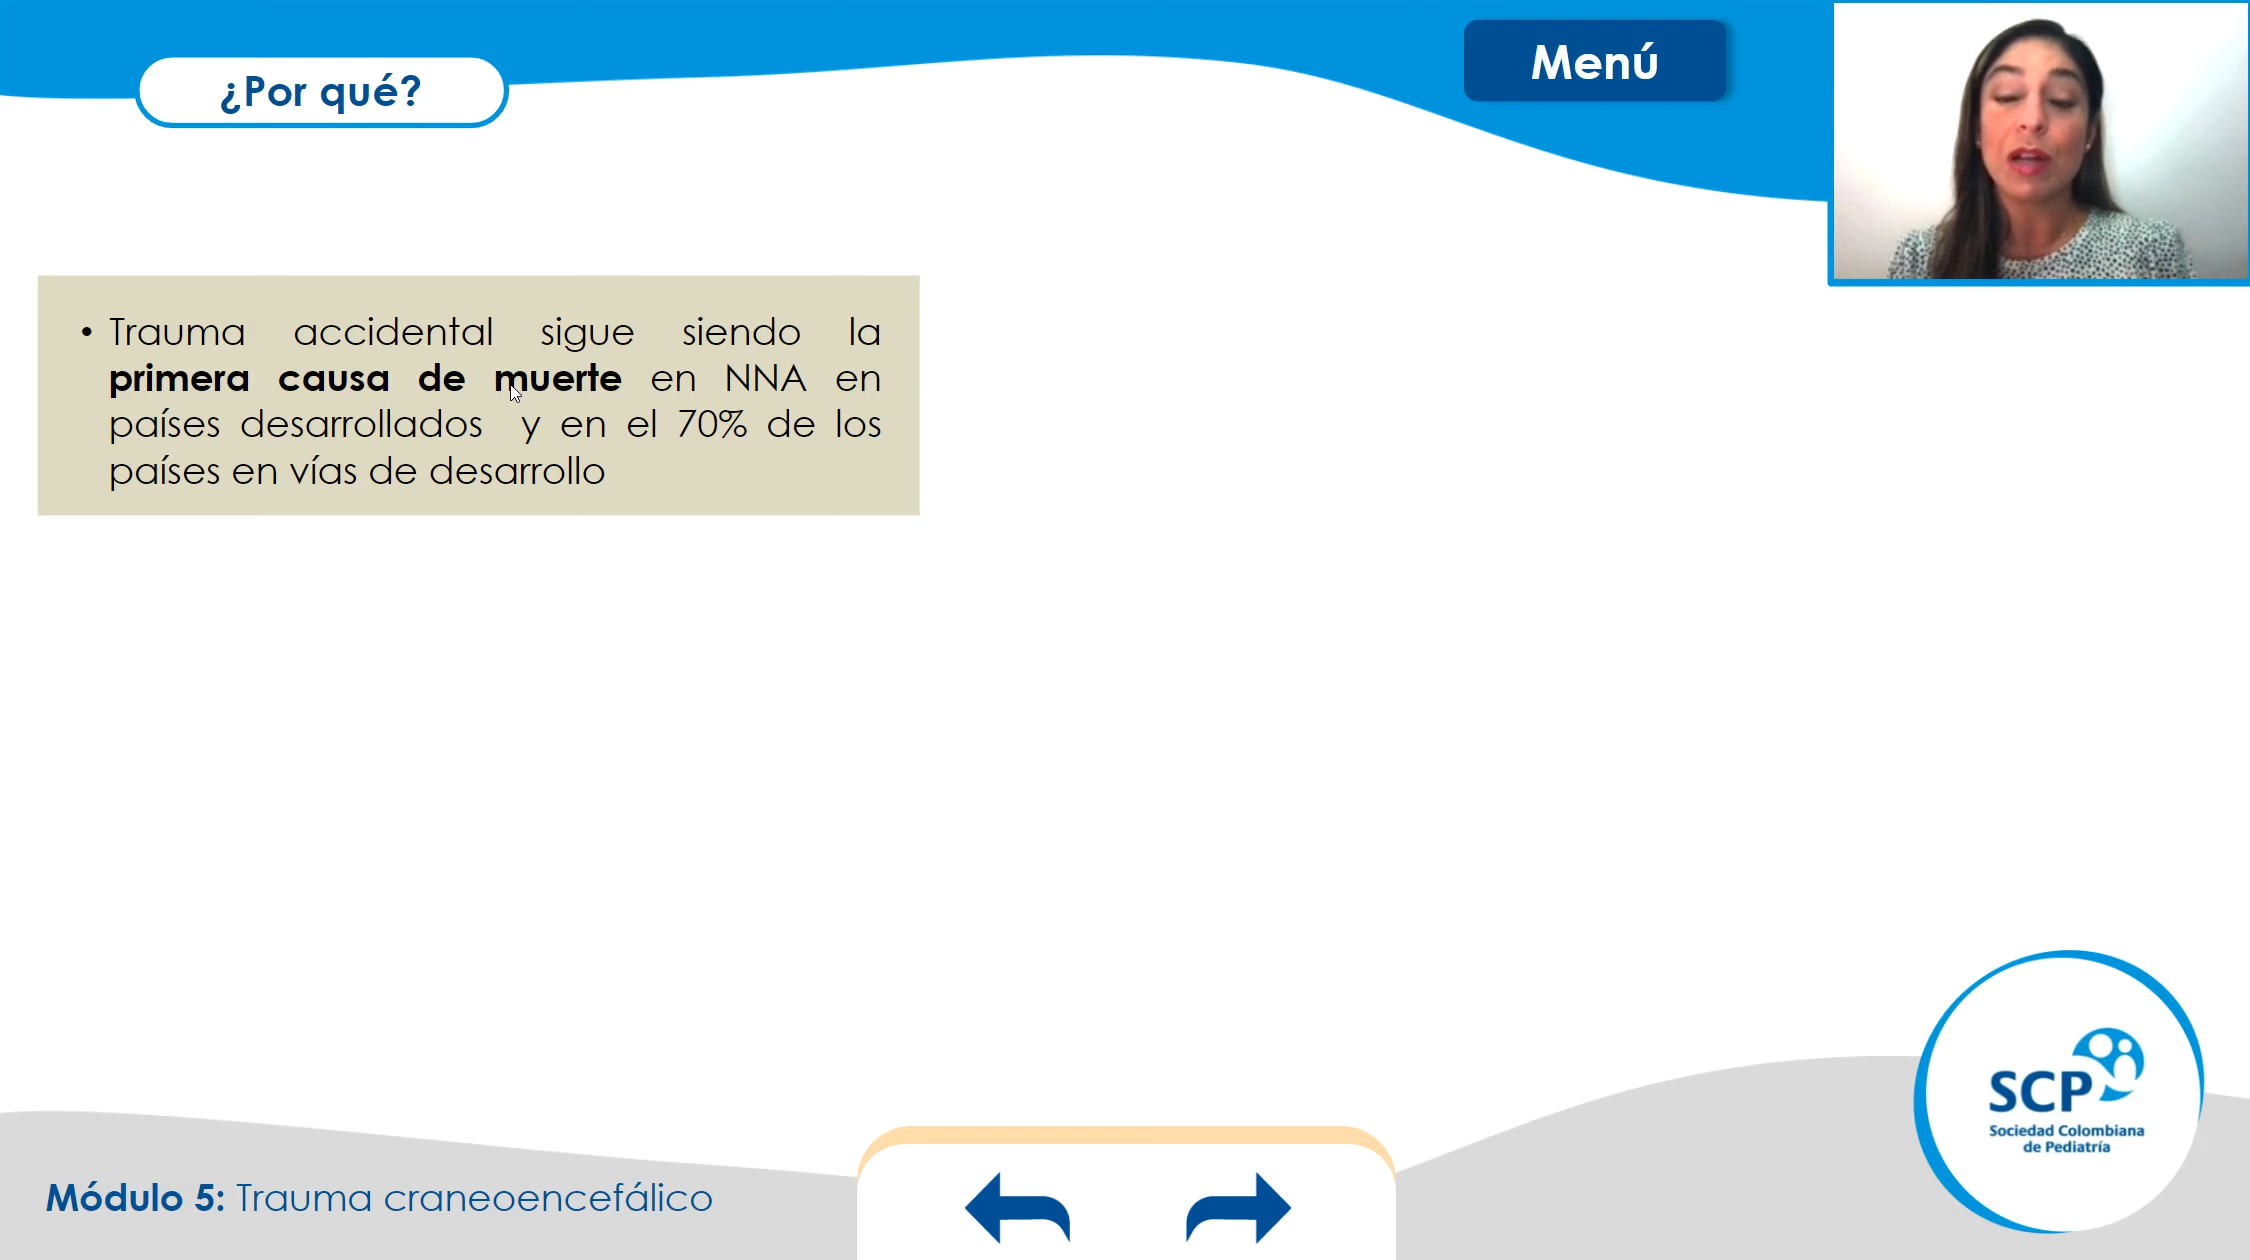 ¿Por qué?
Menú
• Trauma accidental sigue siendo la
primera causa de muerte en NNA en
países desarrollados y en el 70% de los
países en vías de desarrollo
SCP
Sociedad Colombiana
de Pediatría
Módulo 5: Trauma craneoencefálico